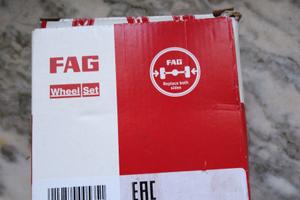 FAG
Wheel Set
FAG
Replace both
sides
EAC